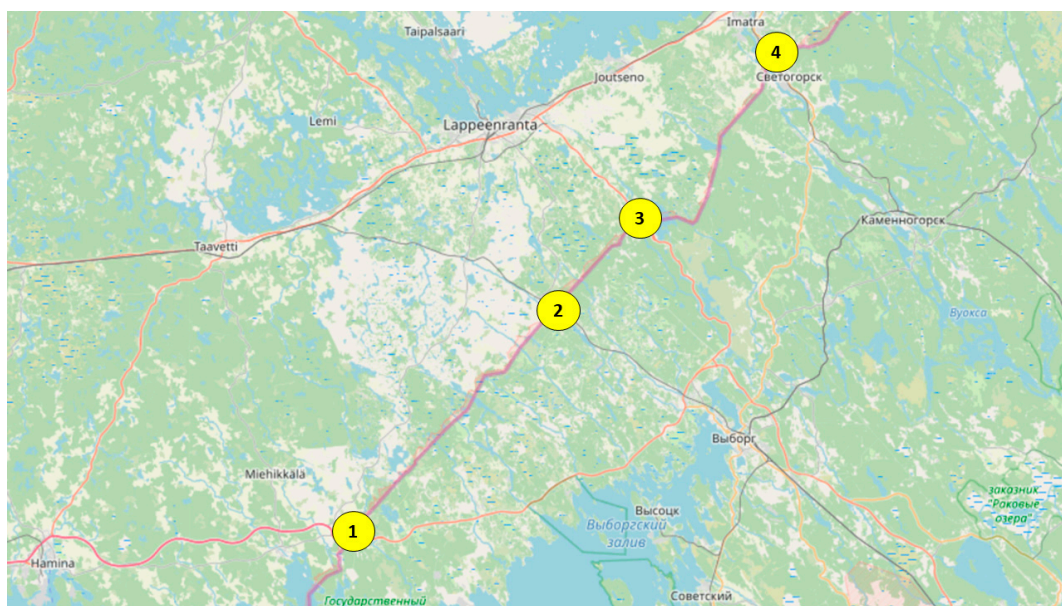 Imatra
Taipalsaari
4
Joutseno
Светогорск
Lemi
Lappeenranta
3
Каменногорск
Taavetti
2
Вуокса
Выборг
Miehikkälä
заказник
"Раковые
озера"
Высоцк
1
Выборгский
залив
Hamina
Советский
Государственный